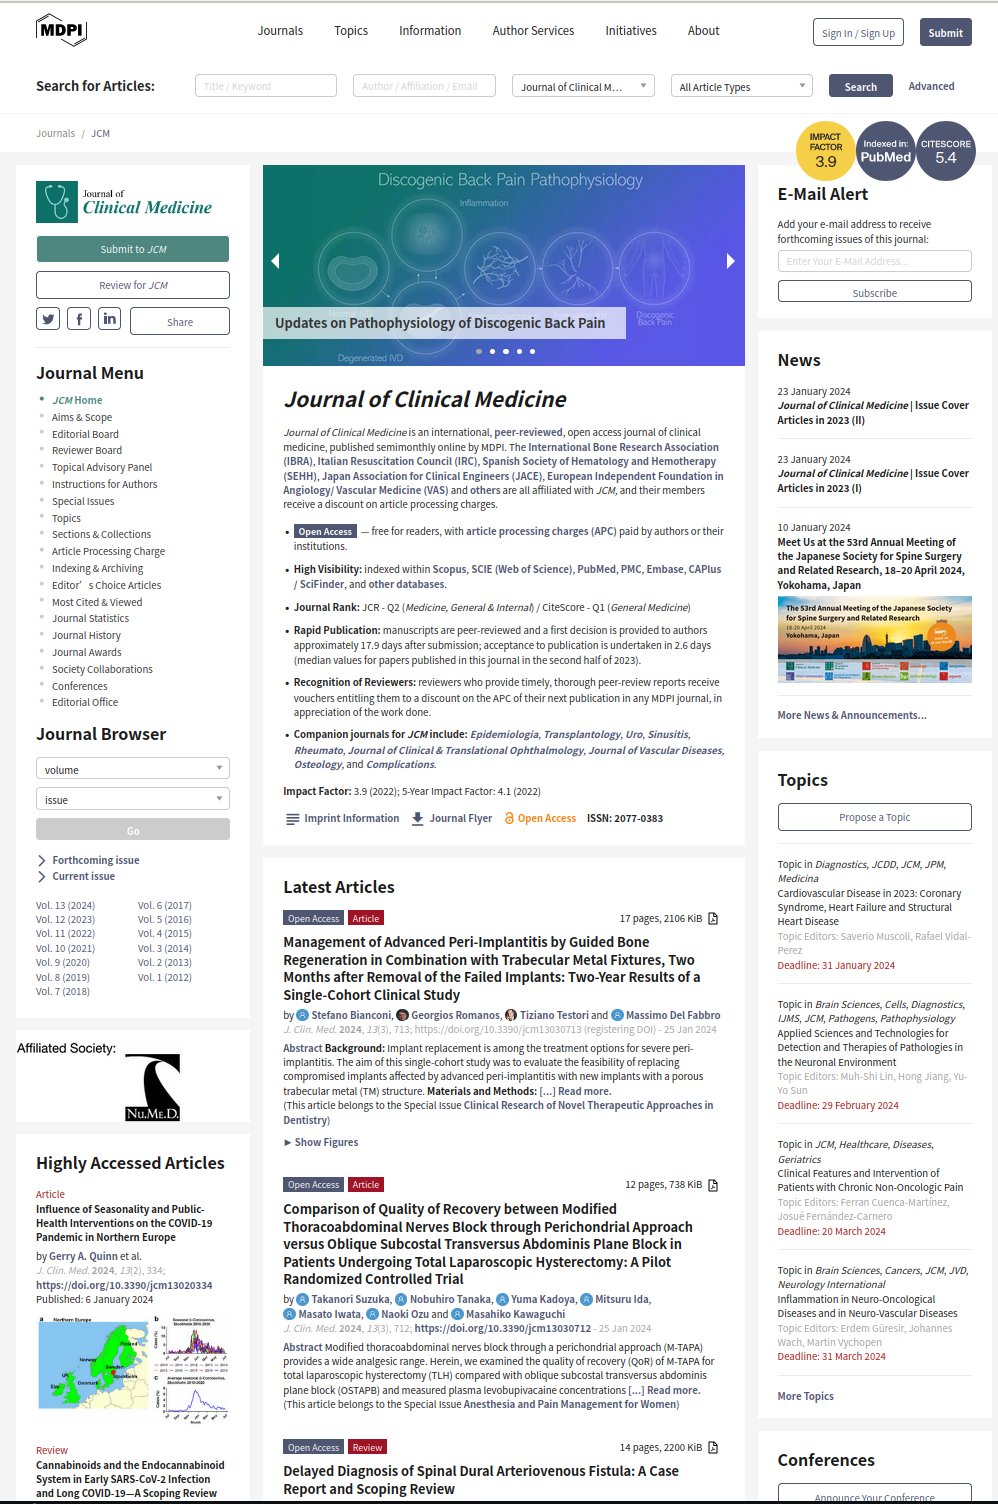 MDPI
Journals Topics Information Author Services Initiatives About
Sign In / Sign Up Submit
Search for Articles: Title / Keyword Author / Affiliation / Email Journal of Clinical M... All Article Types Search Advanced
Journals / JCM
IMPACT FACTOR 3.9
Indexed in: PubMed
CITESCORE 5.4
Journal of
Clinical Medicine
Submit to JCM
Review for JCM
Share
Journal Menu
JCM Home
Aims & Scope
Editorial Board
Reviewer Board
Topical Advisory Panel
Instructions for Authors
Special Issues
Topics
Sections & Collections
Article Processing Charge
Indexing & Archiving
Editor’s Choice Articles
Most Cited & Viewed
Journal Statistics
Journal History
Journal Awards
Society Collaborations
Conferences
Editorial Office
Journal Browser
volume
issue
Go
Forthcoming issue
Current issue
Vol. 13 (2024) Vol. 6 (2017)
Vol. 12 (2023) Vol. 5 (2016)
Vol. 11 (2022) Vol. 4 (2015)
Vol. 10 (2021) Vol. 3 (2014)
Vol. 9 (2020) Vol. 2 (2013)
Vol. 8 (2019) Vol. 1 (2012)
Vol. 7 (2018)
Affiliated Society:
NU.ME.D.
Highly Accessed Articles
Article
Influence of Seasonality and Public-
Health Interventions on the COVID-19
Pandemic in Northern Europe
by Gerry A. Quinn et al.
J. Clin. Med. 2024, 13(2), 334;
https://doi.org/10.3390/jcm13020334
Published: 6 January 2024
a Northern Europe
Norway
Finland
Sweden
Stockholm
Denmark
UK
Eire
b Seasonal β-Coronavirus,
Stockholm 2010-2020
c Average seasonal β-Coronavirus,
Stockholm 2010-2020
Month
Review
Cannabinoids and the Endocannabinoid
System in Early SARS-CoV-2 Infection
and Long COVID-19—A Scoping Review
Discogenic Back Pain Pathophysiology
Inflammation
Normal IVD
Discogenic
Back Pain
Degenerated IVD
Updates on Pathophysiology of Discogenic Back Pain
Journal of Clinical Medicine
Journal of Clinical Medicine is an international, peer-reviewed, open access journal of clinical
medicine, published semimonthly online by MDPI. The International Bone Research Association
(IBRA), Italian Resuscitation Council (IRC), Spanish Society of Hematology and Hemotherapy
(SEHH), Japan Association for Clinical Engineers (JACE), European Independent Foundation in
Angiology/ Vascular Medicine (VAS) and others are all affiliated with JCM, and their members
receive a discount on article processing charges.
• Open Access — free for readers, with article processing charges (APC) paid by authors or their
institutions.
• High Visibility: indexed within Scopus, SCIE (Web of Science), PubMed, PMC, Embase, CAPlus
/ SciFinder, and other databases.
• Journal Rank: JCR - Q2 (Medicine, General & Internal) / CiteScore - Q1 (General Medicine)
• Rapid Publication: manuscripts are peer-reviewed and a first decision is provided to authors
approximately 17.9 days after submission; acceptance to publication is undertaken in 2.6 days
(median values for papers published in this journal in the second half of 2023).
• Recognition of Reviewers: reviewers who provide timely, thorough peer-review reports receive
vouchers entitling them to a discount on the APC of their next publication in any MDPI journal, in
appreciation of the work done.
• Companion journals for JCM include: Epidemiologia, Transplantology, Uro, Sinusitis,
Rheumato, Journal of Clinical & Translational Ophthalmology, Journal of Vascular Diseases,
Osteology, and Complications.
Impact Factor: 3.9 (2022); 5-Year Impact Factor: 4.1 (2022)
Imprint Information Journal Flyer Open Access ISSN: 2077-0383
Latest Articles
Open Access Article 17 pages, 2106 KiB
Management of Advanced Peri-Implantitis by Guided Bone
Regeneration in Combination with Trabecular Metal Fixtures, Two
Months after Removal of the Failed Implants: Two-Year Results of a
Single-Cohort Clinical Study
by Stefano Bianconi, Georgios Romanos, Tiziano Testori and Massimo Del Fabbro
J. Clin. Med. 2024, 13(3), 713; https://doi.org/10.3390/jcm13030713 (registering DOI) - 25 Jan 2024
Abstract Background: Implant replacement is among the treatment options for severe peri-
implantitis. The aim of this single-cohort study was to evaluate the feasibility of replacing
compromised implants affected by advanced peri-implantitis with new implants with a porous
trabecular metal (TM) structure. Materials and Methods: [...] Read more.
(This article belongs to the Special Issue Clinical Research of Novel Therapeutic Approaches in
Dentistry)
► Show Figures
Open Access Article 12 pages, 738 KiB
Comparison of Quality of Recovery between Modified
Thoracoabdominal Nerves Block through Perichondrial Approach
versus Oblique Subcostal Transversus Abdominis Plane Block in
Patients Undergoing Total Laparoscopic Hysterectomy: A Pilot
Randomized Controlled Trial
by Takanori Suzuka, Nobuhiro Tanaka, Yuma Kadoya, Mitsuru Ida,
Masato Iwata, Naoki Ozu and Masahiko Kawaguchi
J. Clin. Med. 2024, 13(3), 712; https://doi.org/10.3390/jcm13030712 - 25 Jan 2024
Abstract Modified thoracoabdominal nerves block through a perichondrial approach (M-TAPA)
provides a wide analgesic range. Herein, we examined the quality of recovery (QoR) of M-TAPA for
total laparoscopic hysterectomy (TLH) compared with oblique subcostal transversus abdominis
plane block (OSTAPB) and measured plasma levobupivacaine concentrations [...] Read more.
(This article belongs to the Special Issue Anesthesia and Pain Management for Women)
Open Access Review 14 pages, 2200 KiB
Delayed Diagnosis of Spinal Dural Arteriovenous Fistula: A Case
Report and Scoping Review
E-Mail Alert
Add your e-mail address to receive
forthcoming issues of this journal:
Enter Your E-Mail Address...
Subscribe
News
23 January 2024
Journal of Clinical Medicine | Issue Cover
Articles in 2023 (II)
23 January 2024
Journal of Clinical Medicine | Issue Cover
Articles in 2023 (I)
10 January 2024
Meet Us at the 53rd Annual Meeting of
the Japanese Society for Spine Surgery
and Related Research, 18–20 April 2024,
Yokohama, Japan
The 53rd Annual Meeting of the Japanese Society
for Spine Surgery and Related Research
18-20 April 2024
Yokohama, Japan
More News & Announcements...
Topics
Propose a Topic
Topic in Diagnostics, JCDD, JCM, JPM,
Medicina
Cardiovascular Disease in 2023: Coronary
Syndrome, Heart Failure and Structural
Heart Disease
Topic Editors: Saverio Muscoli, Rafael Vidal-
Perez
Deadline: 31 January 2024
Topic in Brain Sciences, Cells, Diagnostics,
IJMS, JCM, Pathogens, Pathophysiology
Applied Sciences and Technologies for
Detection and Therapies of Pathologies in
the Neuronal Environment
Topic Editors: Muh-Shi Lin, Hong Jiang, Yu-
Yo Sun
Deadline: 29 February 2024
Topic in JCM, Healthcare, Diseases,
Geriatrics
Clinical Features and Intervention of
Patients with Chronic Non-Oncologic Pain
Topic Editors: Ferran Cuenca-Martínez,
Josué Fernández-Carnero
Deadline: 20 March 2024
Topic in Brain Sciences, Cancers, JCM, JVD,
Neurology International
Inflammation in Neuro-Oncological
Diseases and in Neuro-Vascular Diseases
Topic Editors: Erdem Güresir, Johannes
Wach, Martin Vychopen
Deadline: 31 March 2024
More Topics
Conferences
Announce Your Conference